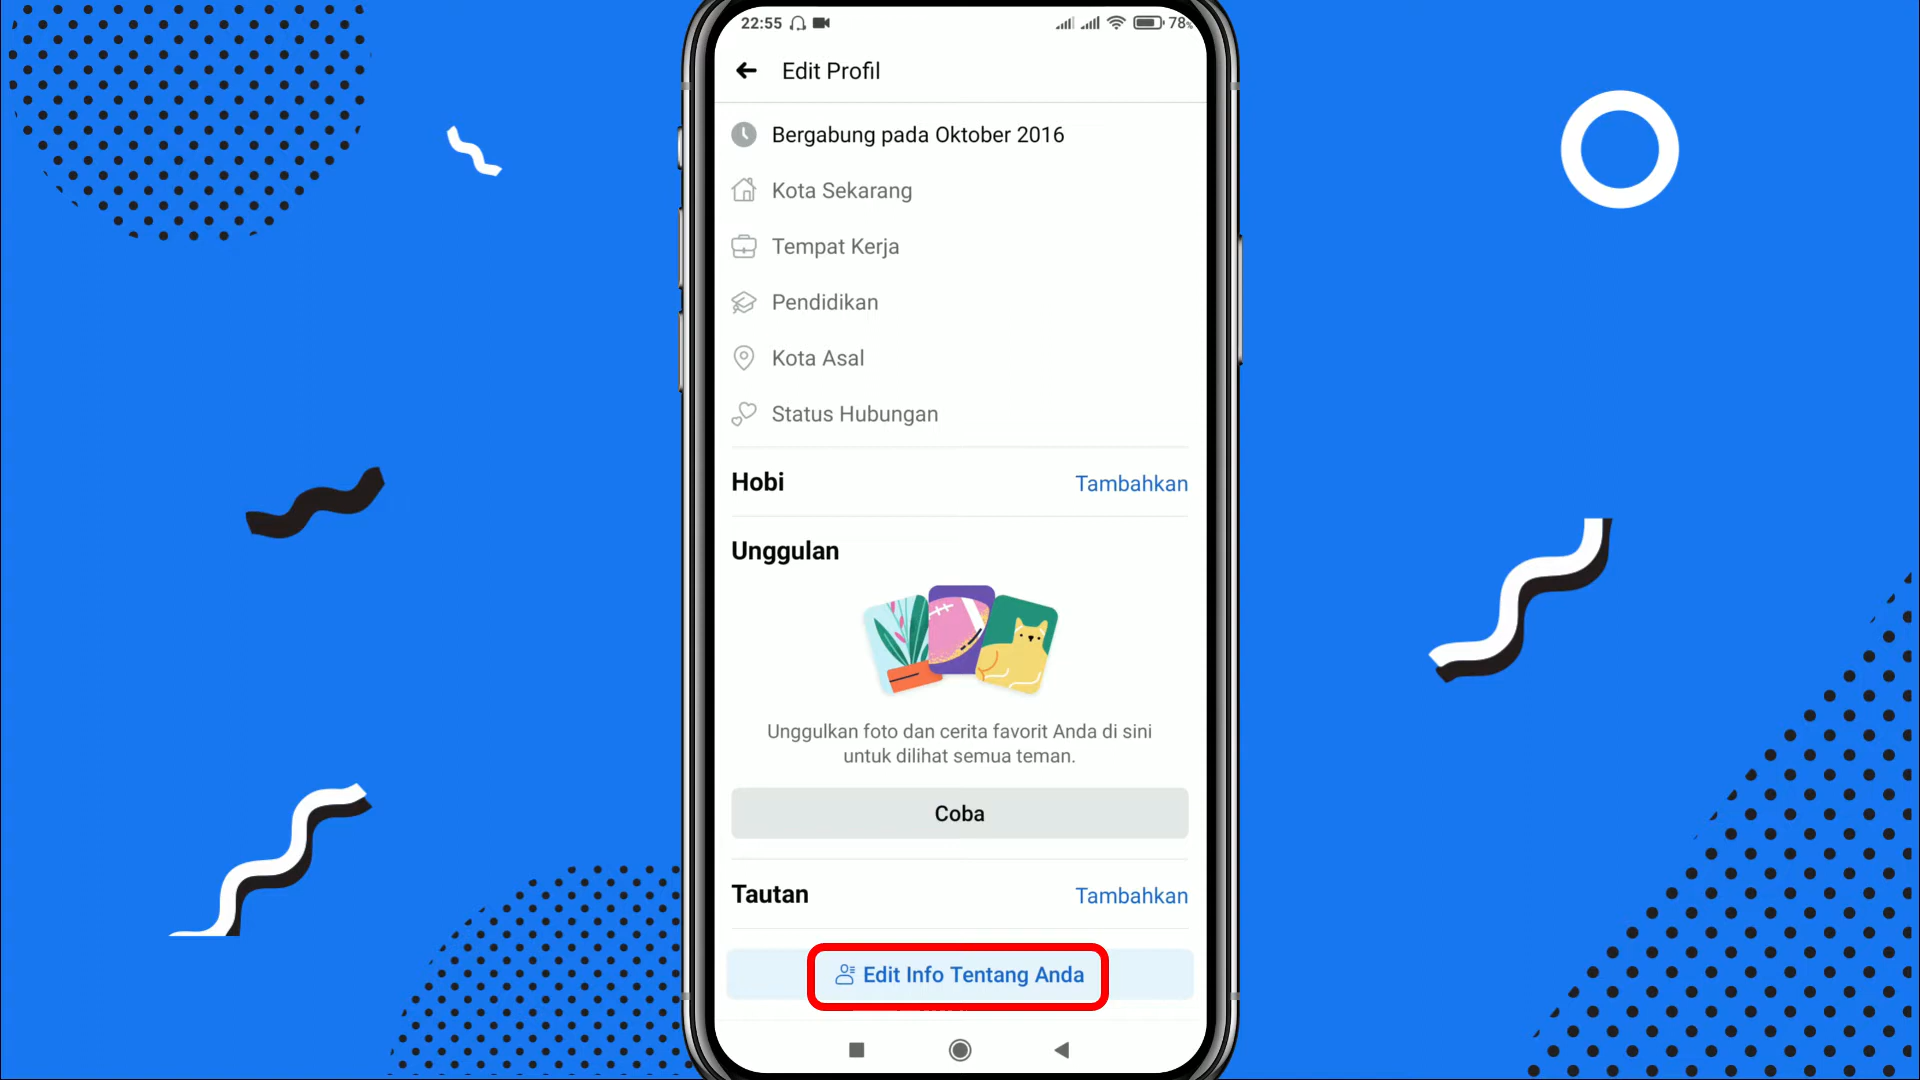 22:55
78%
Edit Profil
Bergabung pada Oktober 2016
Kota Sekarang
Tempat Kerja
Pendidikan
Kota Asal
Status Hubungan
Hobi
Tambahkan
Unggulan
Unggulkan foto dan cerita favorit Anda di sini
untuk dilihat semua teman.
Coba
Tautan
Tambahkan
Edit Info Tentang Anda